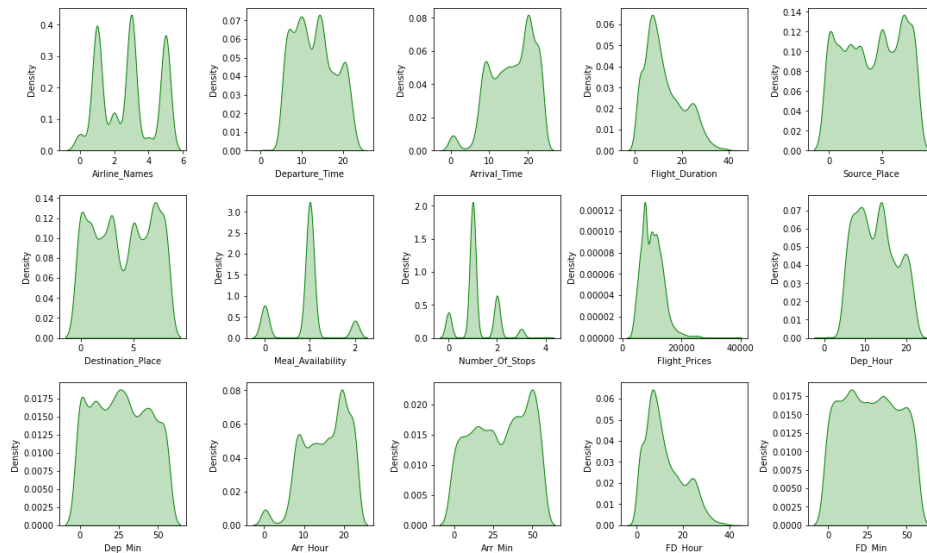 0.4
0.3
0.2
0.1
0.0
Density
0 2 4 6
Airline_Names
0.07
0.06
0.05
0.04
0.03
0.02
0.01
0.00
Density
0 10 20
Departure_Time
0.08
0.06
0.04
0.02
0.00
Density
0 10 20
Arrival_Time
0.06
0.05
0.04
0.03
0.02
0.01
0.00
Density
0 20 40
Flight_Duration
0.14
0.12
0.10
0.08
0.06
0.04
0.02
0.00
Density
0 5
Source_Place
0.14
0.12
0.10
0.08
0.06
0.04
0.02
0.00
Density
0 5
Destination_Place
3.0
2.5
2.0
1.5
1.0
0.5
0.0
Density
0 1 2
Meal_Availability
2.0
1.5
1.0
0.5
0.0
Density
0 2 4
Number_Of_Stops
0.00012
0.00010
0.00008
0.00006
0.00004
0.00002
0.00000
Density
0 20000 40000
Flight_Prices
0.07
0.06
0.05
0.04
0.03
0.02
0.01
0.00
Density
0 10 20
Dep_Hour
0.0175
0.0150
0.0125
0.0100
0.0075
0.0050
0.0025
0.0000
Density
0 25 50
Dep_Min
0.08
0.06
0.04
0.02
0.00
Density
0 10 20
Arr_Hour
0.020
0.015
0.010
0.005
0.000
Density
0 25 50
Arr_Min
0.06
0.05
0.04
0.03
0.02
0.01
0.00
Density
0 20 40
FD_Hour
0.0175
0.0150
0.0125
0.0100
0.0075
0.0050
0.0025
0.0000
Density
0 25 50
FD_Min